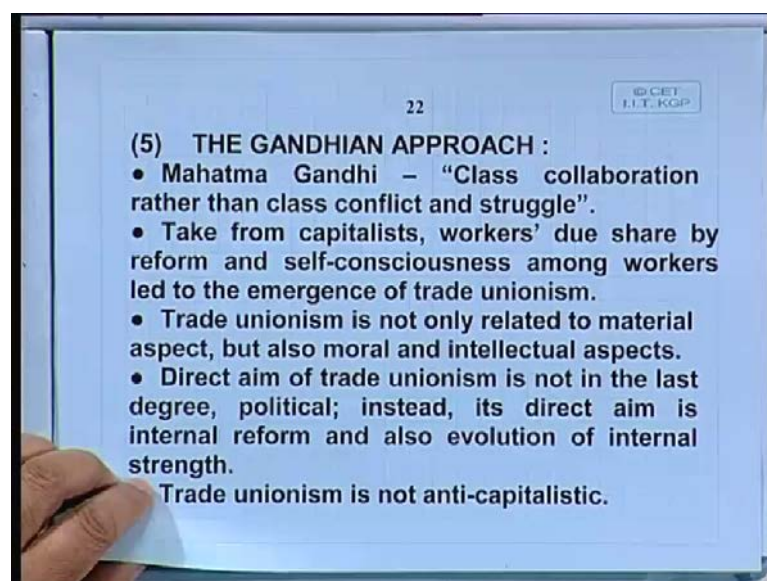 22
© CET
I.I.T. KGP
(5) THE GANDHIAN APPROACH :
• Mahatma Gandhi – “Class collaboration
rather than class conflict and struggle”.
• Take from capitalists, workers’ due share by
reform and self-consciousness among workers
led to the emergence of trade unionism.
• Trade unionism is not only related to material
aspect, but also moral and intellectual aspects.
• Direct aim of trade unionism is not in the last
degree, political; instead, its direct aim is
internal reform and also evolution of internal
strength.
Trade unionism is not anti-capitalistic.